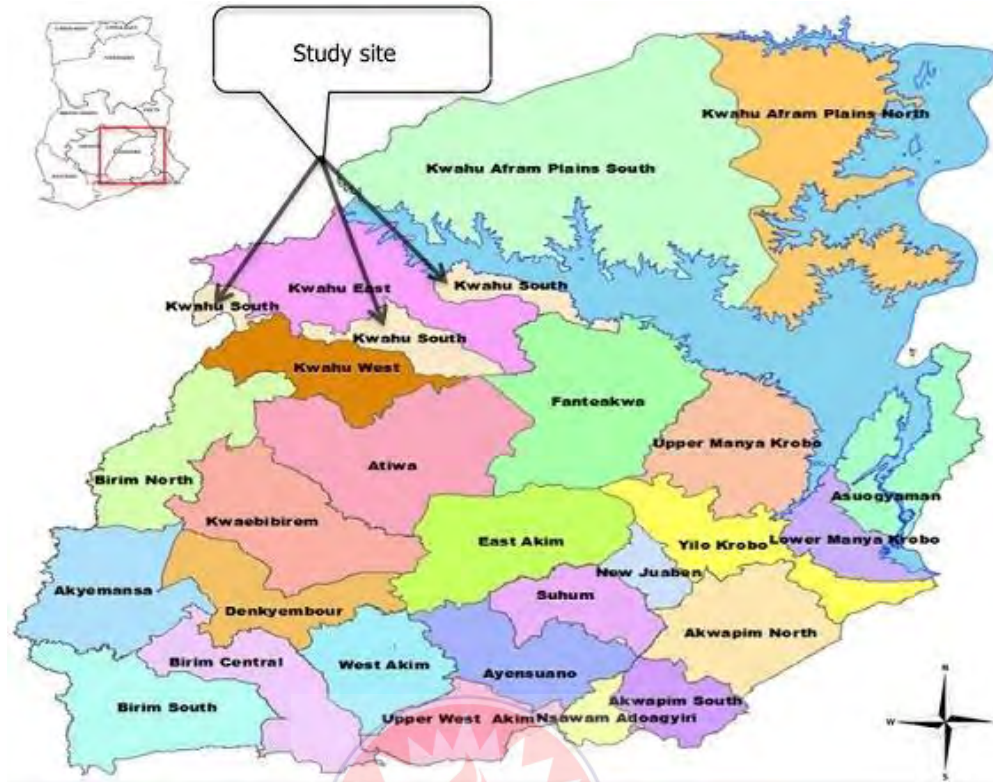 Study site
Kwahu Afram Plains North
Kwahu Afram Plains South
Kwahu South
Kwahu East
Kwahu South
Kwahu South
Kwahu West
Fanteakwa
Upper Manya Krobo
Atiwa
Birim North
Asuogyaman
Kwaebibirem
East Akim
Yilo Krobo
Lower Manya Krobo
New Juaben
Akyemansa
Denkyembour
Suhum
Akwapim North
Birim Central
West Akim
Ayensuano
Birim South
Akwapim South
Upper West Akim
Nsawam Adoagyiri
N
W
E
S